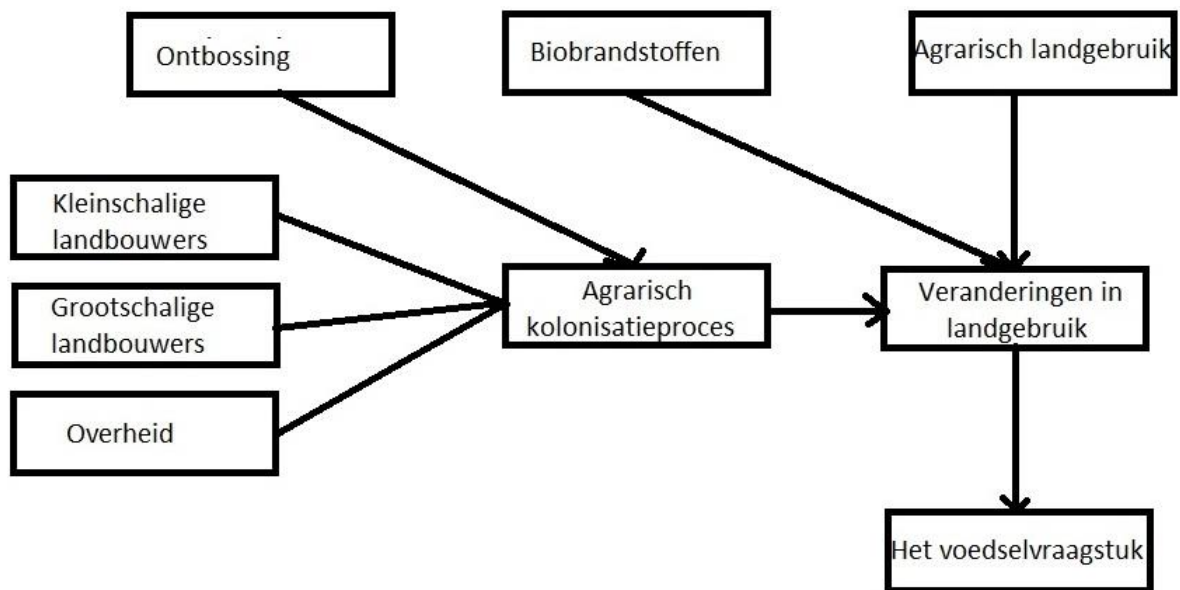 Ontbossing
Biobrandstoffen
Agrarisch landgebruik
Kleinschalige
landbouwers
Grootschalige
landbouwers
Overheid
Agrarisch
kolonisatieproces
Veranderingen in
landgebruik
Het voedselvraagstuk